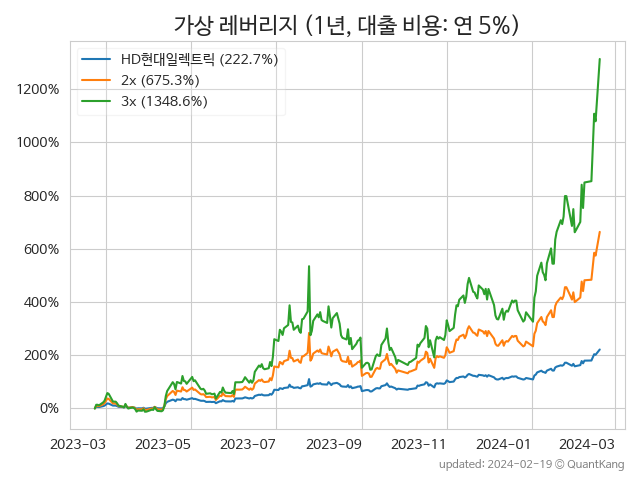 가상 레버리지 (1년, 대출 비용: 연 5%)
HD현대일렉트릭 (222.7%)
2x (675.3%)
3x (1348.6%)
1200%
1000%
800%
600%
400%
200%
0%
2023-03 2023-05 2023-07 2023-09 2023-11 2024-01 2024-03
updated: 2024-02-19 © QuantKang